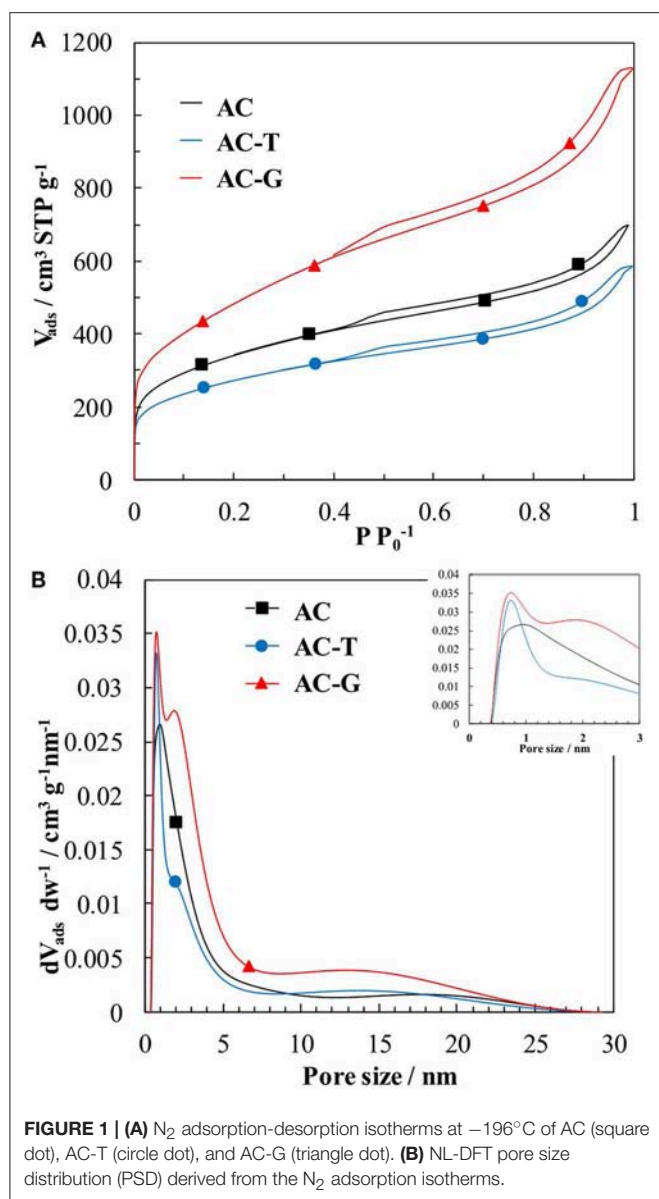 A
1200
1000
800
600
400
200
0
V_ads / cm³ STP g⁻¹
AC
AC-T
AC-G
0 0.2 0.4 0.6 0.8 1
P P₀⁻¹
B
0.04
0.035
0.03
0.025
0.02
0.015
0.01
0.005
0
dV_ads dw⁻¹ / cm³ g⁻¹nm⁻¹
AC
AC-T
AC-G
0.04
0.035
0.03
0.025
0.02
0.015
0.01
0.005
0
0 1 2 3
Pore size / nm
0 5 10 15 20 25 30
Pore size / nm
FIGURE 1 | (A) N₂ adsorption-desorption isotherms at −196°C of AC (square
dot), AC-T (circle dot), and AC-G (triangle dot). (B) NL-DFT pore size
distribution (PSD) derived from the N₂ adsorption isotherms.